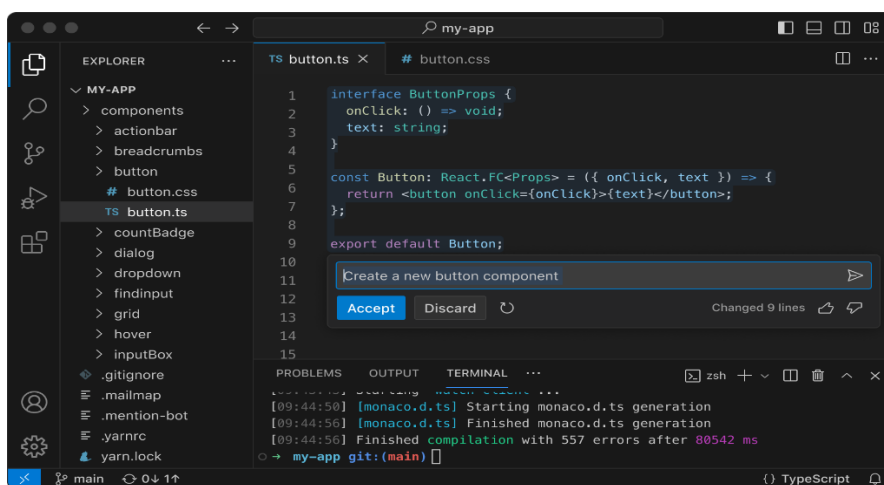 my-app
EXPLORER
MY-APP
components
actionbar
breadcrumbs
button
# button.css
TS button.ts
countBadge
dialog
dropdown
findinput
grid
hover
inputBox
.gitignore
.mailmap
.mention-bot
.yarnrc
yarn.lock
TS button.ts
# button.css
1 interface ButtonProps {
2 onClick: () => void;
3 text: string;
4 }
5
6 const Button: React.FC<Props> = ({ onClick, text }) => {
7 return <button onClick={onClick}>{text}</button>;
8 };
9 export default Button;
10
11
12
13
14
15
Create a new button component
Accept Discard Changed 9 lines
PROBLEMS OUTPUT TERMINAL ··· zsh
[09:44:50] [monaco.d.ts] Starting monaco.d.ts generation
[09:44:56] [monaco.d.ts] Finished monaco.d.ts generation
[09:44:56] Finished compilation with 557 errors after 80542 ms
→ my-app git:(main)
main 0↓ 1↑ {} TypeScript